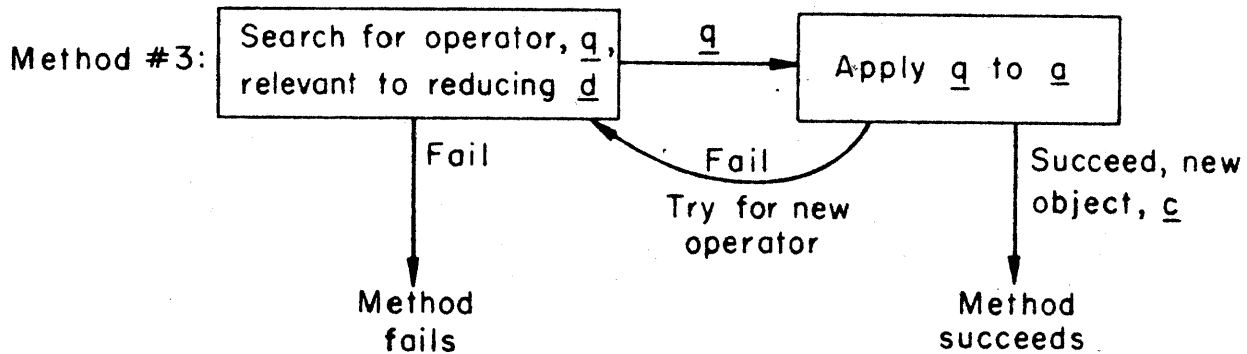 Method #3:
Search for operator, q,
relevant to reducing d
q
Apply q to a
Fail
Fail
Try for new
operator
Succeed, new
object, c
Method
fails
Method
succeeds